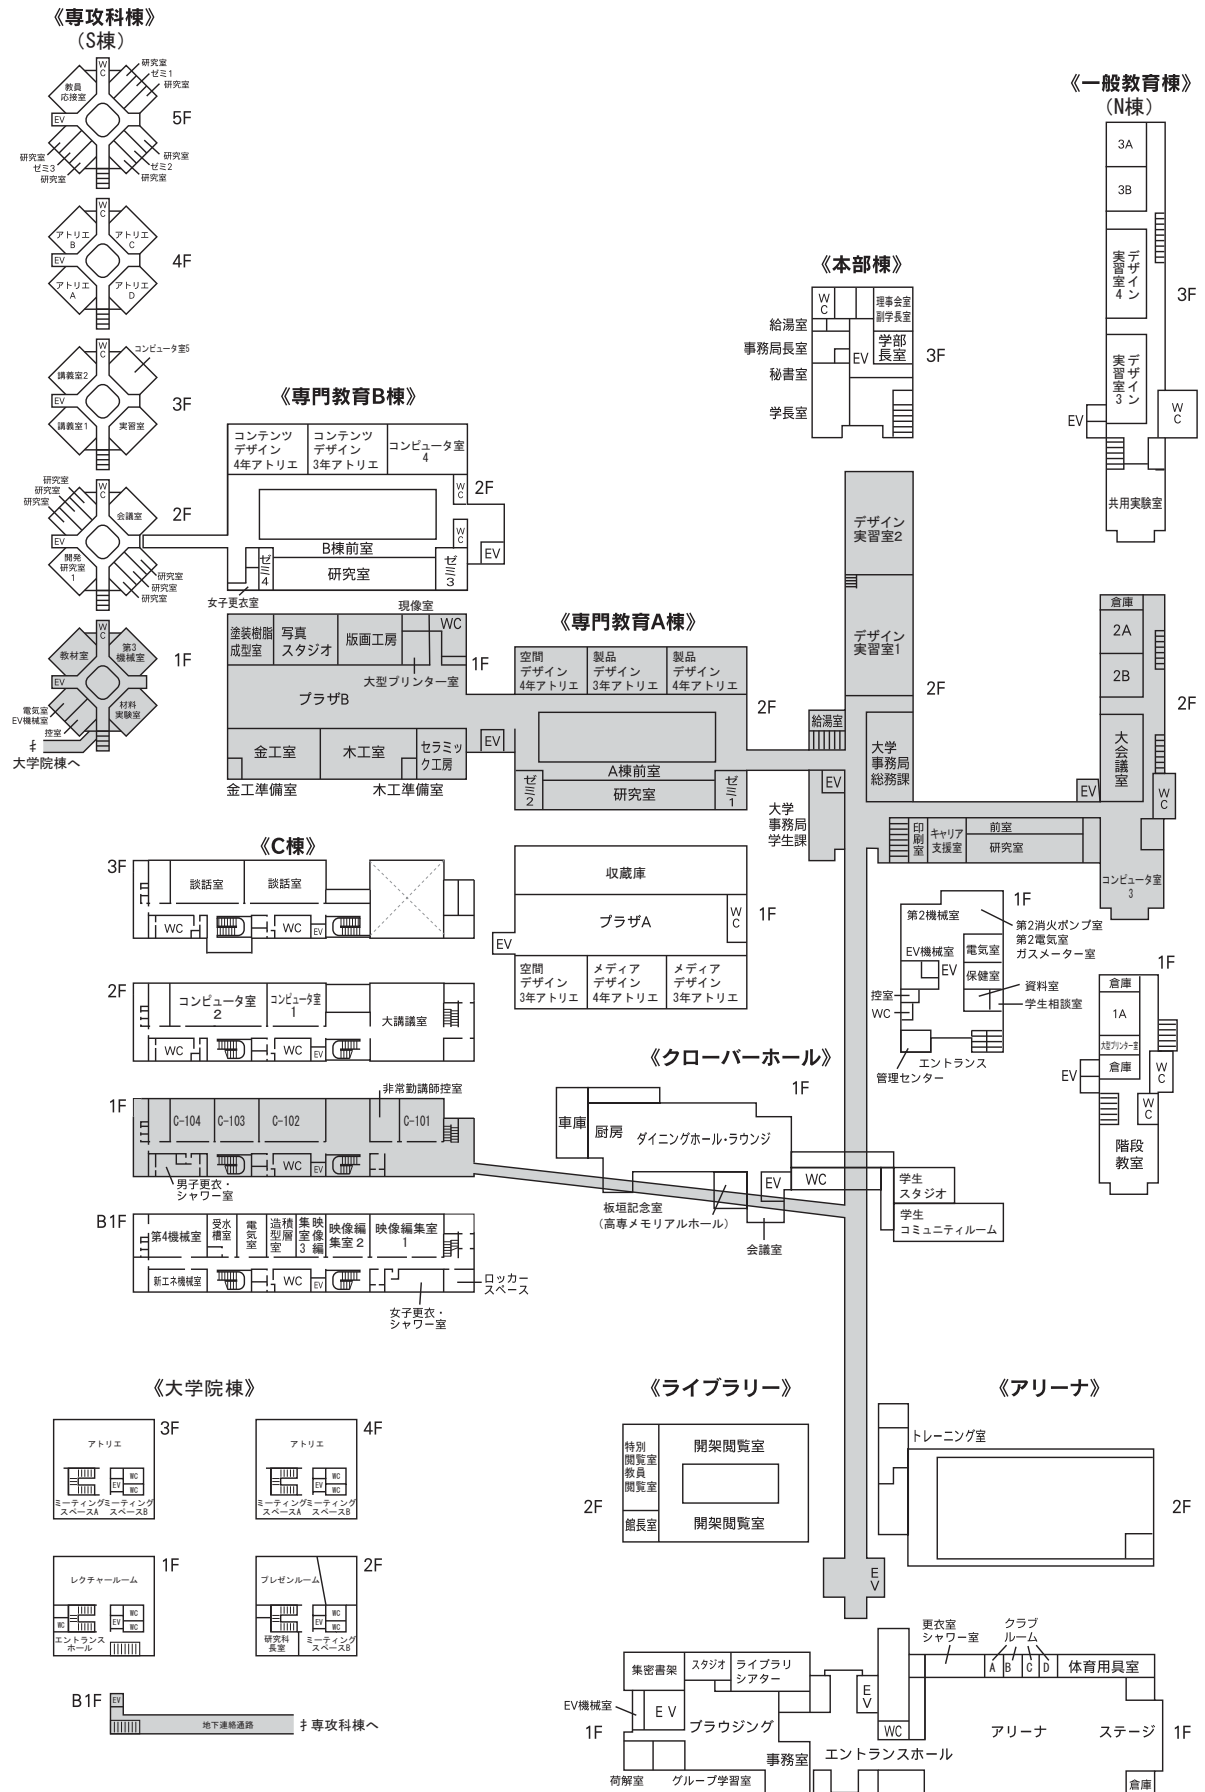 《専攻科棟》
(S棟)
WC
教員
応接室
研究室
ゼミ1
研究室
EV
5F
研究室
ゼミ3
研究室
研究室
ゼミ2
研究室
WC
アトリエ
B
アトリエ
C
EV
4F
アトリエ
A
アトリエ
D
WC
コンピュータ室5
講義室2
EV
3F
講義室1
実習室
研究室
研究室
研究室
WC
会議室
2F
EV
開発
研究室
1
研究室
研究室
研究室
WC
教材室
第3
機械室
1F
EV
材料
実験室
電気室
EV機械室
控室
大学院棟へ
《専門教育B棟》
コンテンツ
デザイン
4年アトリエ
コンテンツ
デザイン
3年アトリエ
コンピュータ室
4
WC
2F
WC
EV
B棟前室
研究室
ゼミ4
ゼミ3
女子更衣室
現像室
塗装樹脂
成型室
写真
スタジオ
版画工房
WC
1F
大型プリンター室
プラザB
金工室
木工室
セラミッ
ク工房
EV
金工準備室
木工準備室
《専門教育A棟》
空間
デザイン
4年アトリエ
製品
デザイン
3年アトリエ
製品
デザイン
4年アトリエ
2F
A棟前室
研究室
ゼミ2
ゼミ1
収蔵庫
プラザA
WC
1F
EV
空間
デザイン
3年アトリエ
メディア
デザイン
4年アトリエ
メディア
デザイン
3年アトリエ
《本部棟》
WC
理事会室
副学長室
給湯室
事務局長室
EV
学部
長室
3F
秘書室
学長室
デザイン
実習室2
デザイン
実習室1
2F
給湯室
大学
事務局
総務課
EV
大学
事務局
学生課
印刷室
キャリア
支援室
前室
研究室
1F
第2機械室
第2消火ポンプ室
第2電気室
ガスメーター室
EV機械室
EV
電気室
保健室
資料室
学生相談室
控室
WC
エントランス
管理センター
《一般教育棟》
(N棟)
3A
3B
デザイン
実習室4
3F
デザイン
実習室3
EV
WC
共用実験室
倉庫
2A
2B
2F
大会議室
EV
WC
コンピュータ室
3
1F
倉庫
1A
大型プリンター室
倉庫
EV
WC
WC
階段
教室
《C棟》
3F
談話室
談話室
WC
WC
EV
2F
コンピュータ室
2
コンピュータ室
1
大講議室
WC
WC
EV
非常勤講師控室
1F
C-104
C-103
C-102
C-101
WC
EV
男子更衣・
シャワー室
B1F
第4機械室
受水
槽室
電気室
造型室
積層
映像編
集室3
映像編
集室2
映像編集室
1
新エネ機械室
WC
EV
ロッカー
スペース
女子更衣・
シャワー室
《クローバーホール》
1F
車庫
厨房
ダイニングホール・ラウンジ
EV
WC
学生
スタジオ
学生
コミュニティルーム
板垣記念室
(高専メモリアルホール)
会議室
《大学院棟》
3F
アトリエ
EV
WC
WC
ミーティング
スペースA
ミーティング
スペースB
4F
アトリエ
EV
WC
WC
ミーティング
スペースA
ミーティング
スペースB
1F
レクチャールーム
WC
EV
WC
WC
エントランス
ホール
2F
プレゼンルーム
EV
WC
WC
研究科
長室
ミーティング
スペースB
B1F
EV
地下連絡通路
専攻科棟へ
《ライブラリー》
特別
閲覧室
教員
閲覧室
開架閲覧室
2F
館長室
開架閲覧室
EV
集密書架
スタジオ
ライブラリ
シアター
EV機械室
EV
1F
ブラウジング
事務室
荷解室
グループ学習室
《アリーナ》
トレーニング室
2F
更衣室
シャワー室
クラブ
ルーム
A
B
C
D
体育用具室
EV
WC
アリーナ
ステージ
1F
エントランスホール
倉庫